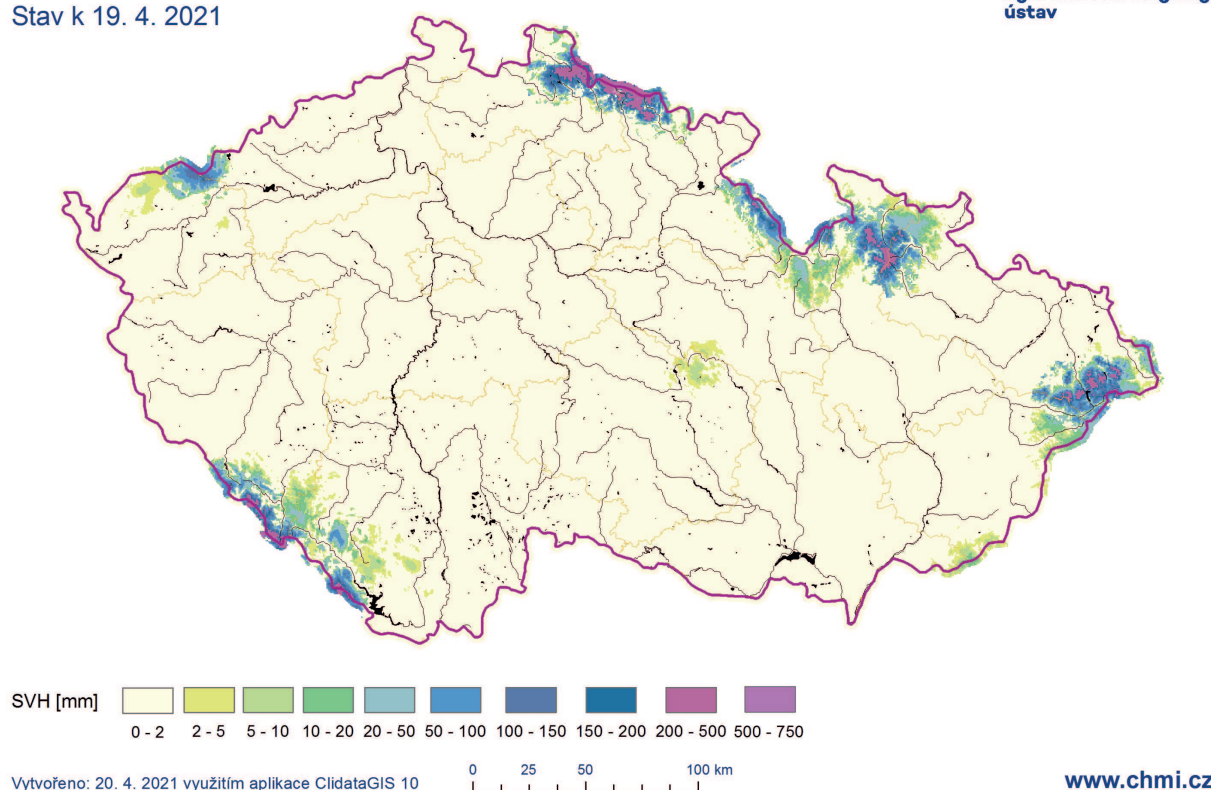 Stav k 19. 4. 2021
ústav
SVH [mm]
0 - 2 2 - 5 5 - 10 10 - 20 20 - 50 50 - 100 100 - 150 150 - 200 200 - 500 500 - 750
Vytvořeno: 20. 4. 2021 využitím aplikace ClidataGIS 10
0 25 50 100 km
www.chmi.cz